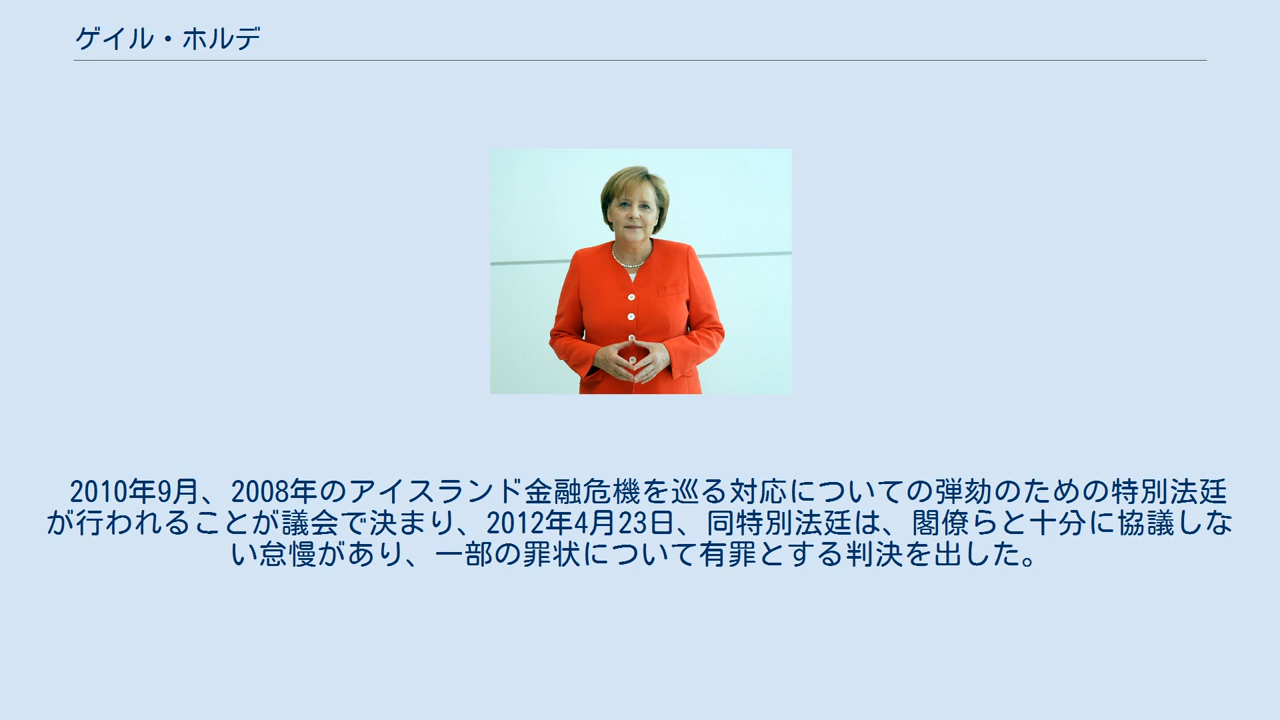 ゲイル・ホルデ
2010年9月、2008年のアイスランド金融危機を巡る対応についての弾劾のための特別法廷
が行われることが議会で決まり、2012年4月23日、同特別法廷は、閣僚らと十分に協議しな
い怠慢があり、一部の罪状について有罪とする判決を出した。